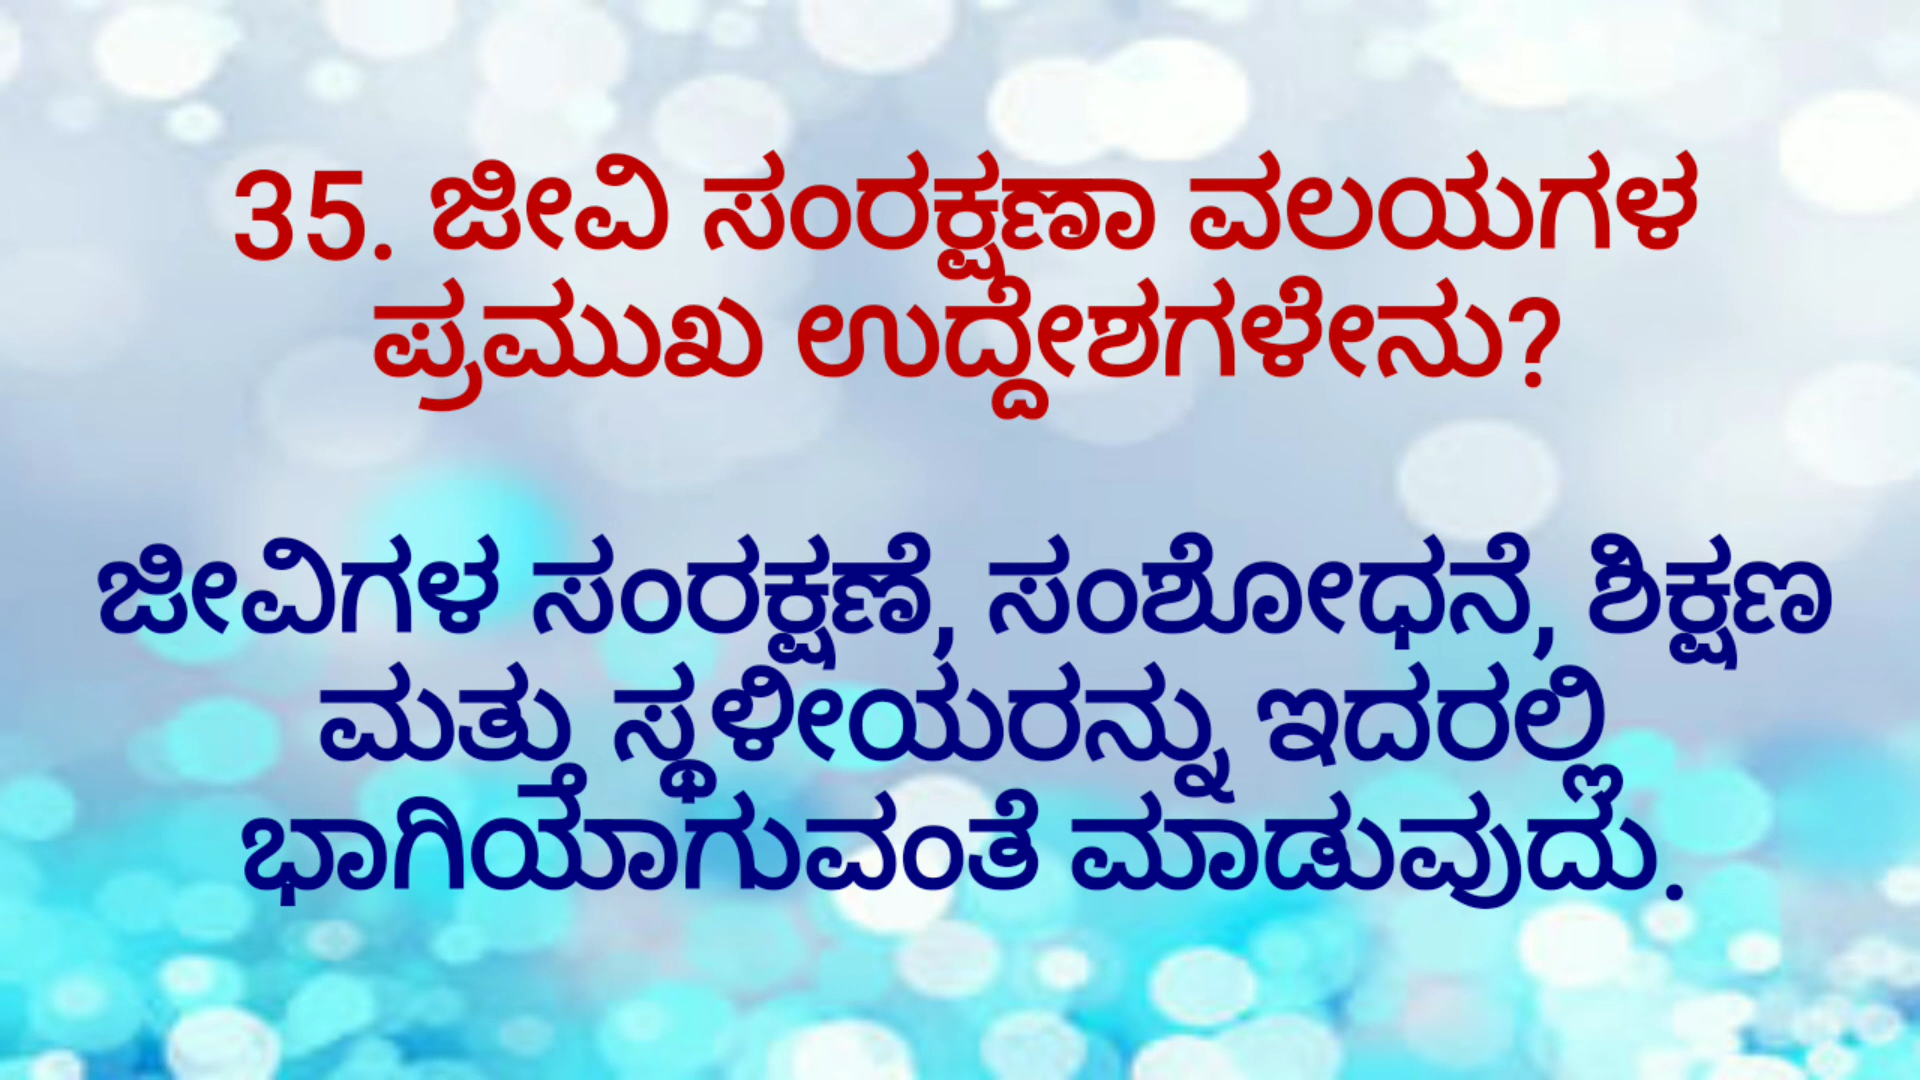 35. ಜೀವಿ ಸಂರಕ್ಷಣಾ ವಲಯಗಳ
ಪ್ರಮುಖ ಉದ್ದೇಶಗಳೇನು?
ಜೀವಿಗಳ ಸಂರಕ್ಷಣೆ, ಸಂಶೋಧನೆ, ಶಿಕ್ಷಣ
ಮತ್ತು ಸ್ಥಳೀಯರನ್ನು ಇದರಲ್ಲಿ
ಭಾಗಿಯಾಗುವಂತೆ ಮಾಡುವುದು.